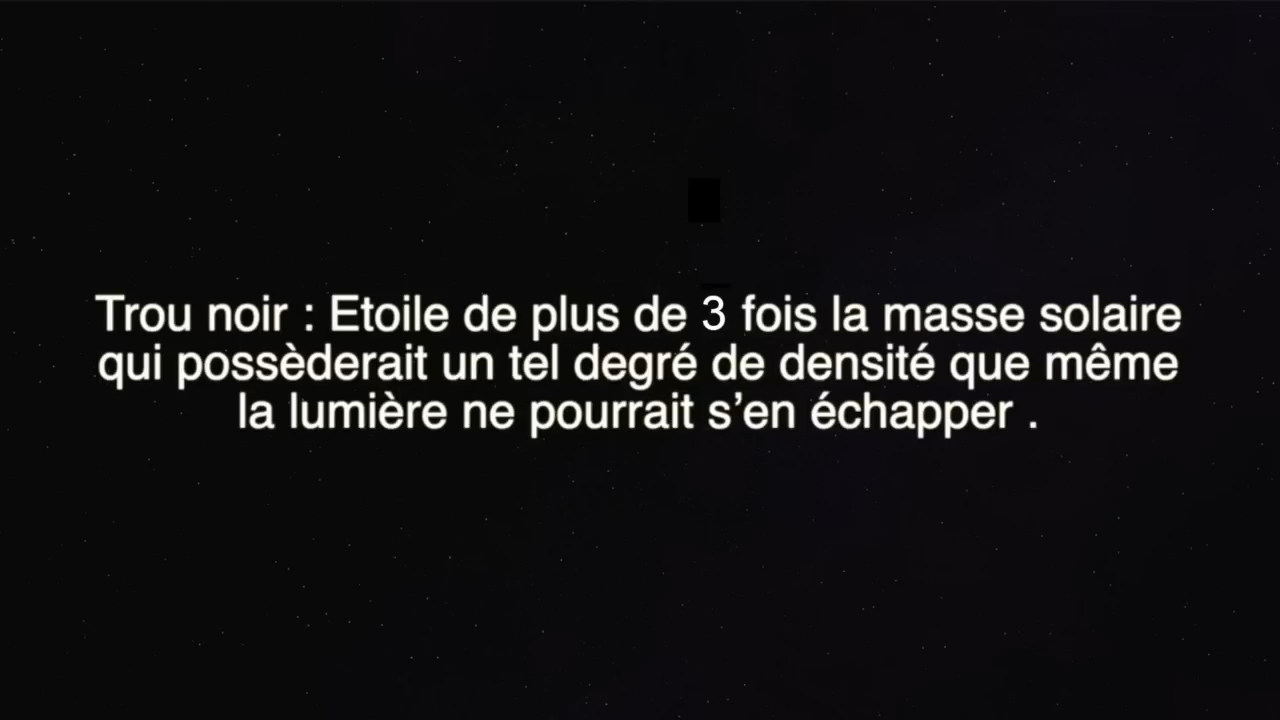 Trou noir : Etoile de plus de 3 fois la masse solaire
qui possèderait un tel degré de densité que même
la lumière ne pourrait s’en échapper .